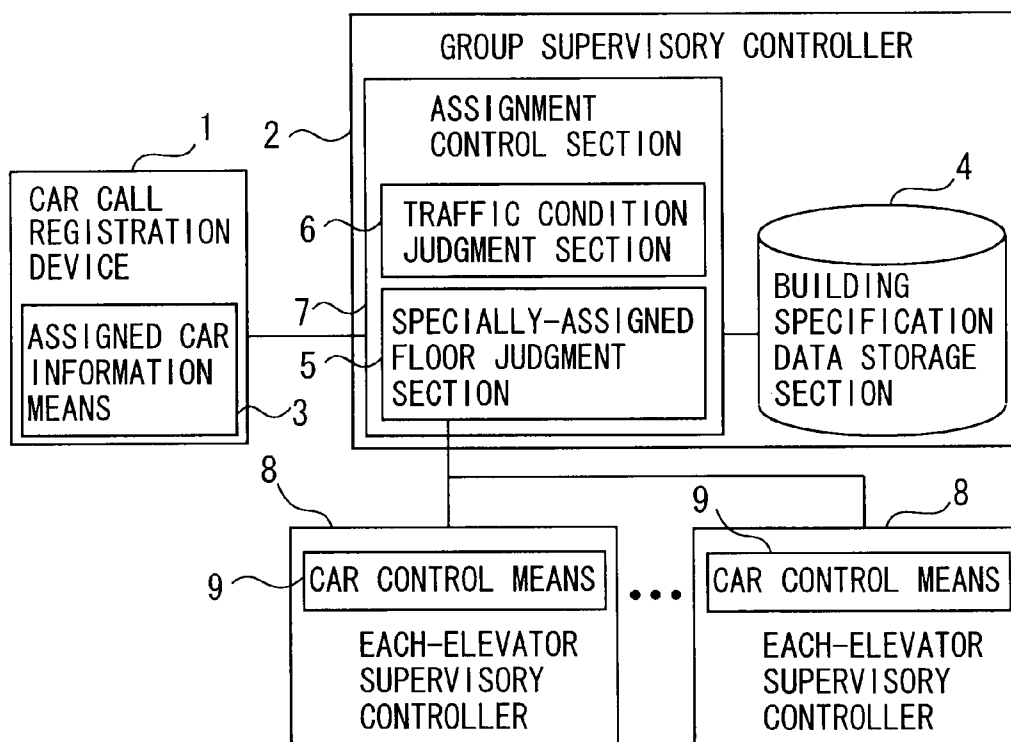 GROUP SUPERVISORY CONTROLLER
2
ASSIGNMENT
CONTROL SECTION
1
CAR CALL
REGISTRATION
DEVICE
ASSIGNED CAR
INFORMATION
MEANS
3
6
TRAFFIC CONDITION
JUDGMENT SECTION
7
5
SPECIALLY-ASSIGNED
FLOOR JUDGMENT
SECTION
4
BUILDING
SPECIFICATION
DATA STORAGE
SECTION
8
9
CAR CONTROL MEANS
EACH-ELEVATOR
SUPERVISORY
CONTROLLER
•••
9
8
CAR CONTROL MEANS
EACH-ELEVATOR
SUPERVISORY
CONTROLLER